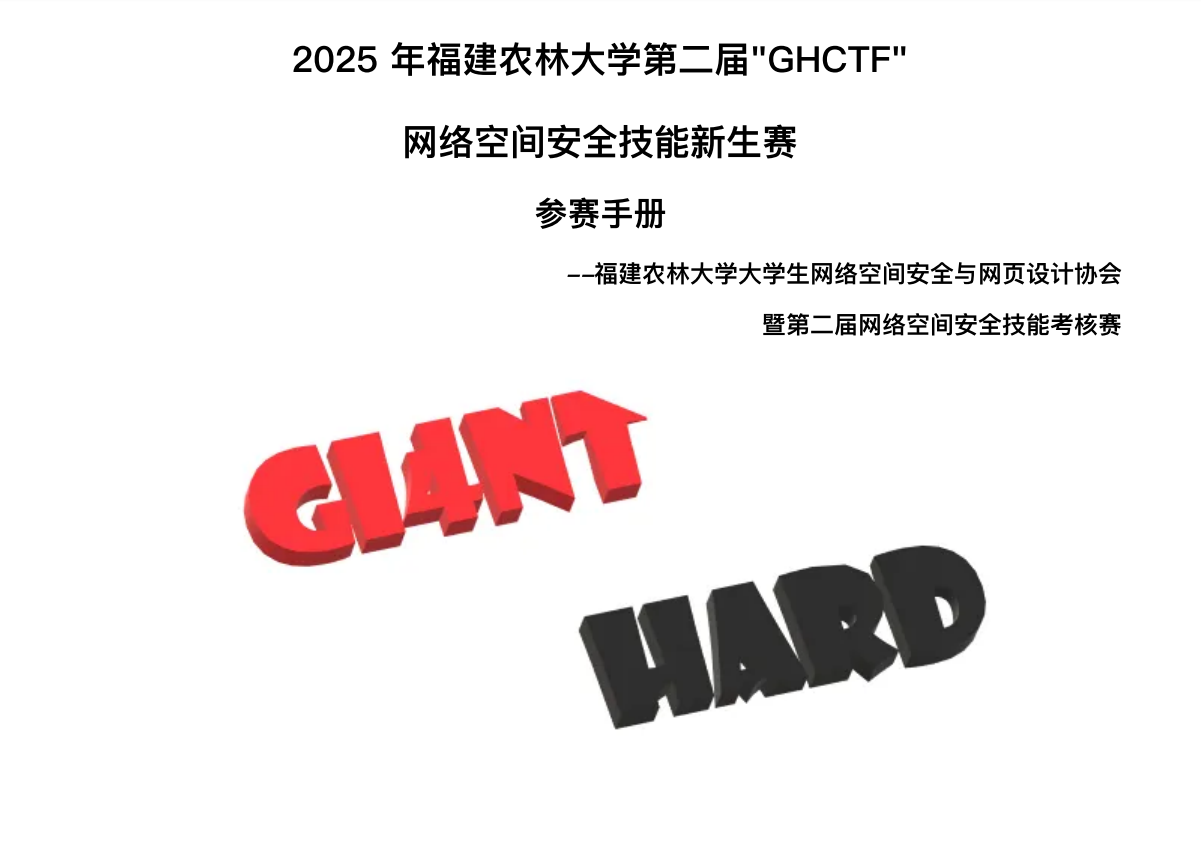 2025 年福建农林大学第二届"GHCTF"
网络空间安全技能新生赛
参赛手册
--福建农林大学大学生网络空间安全与网页设计协会
暨第二届网络空间安全技能考核赛
GI4NT
HARD